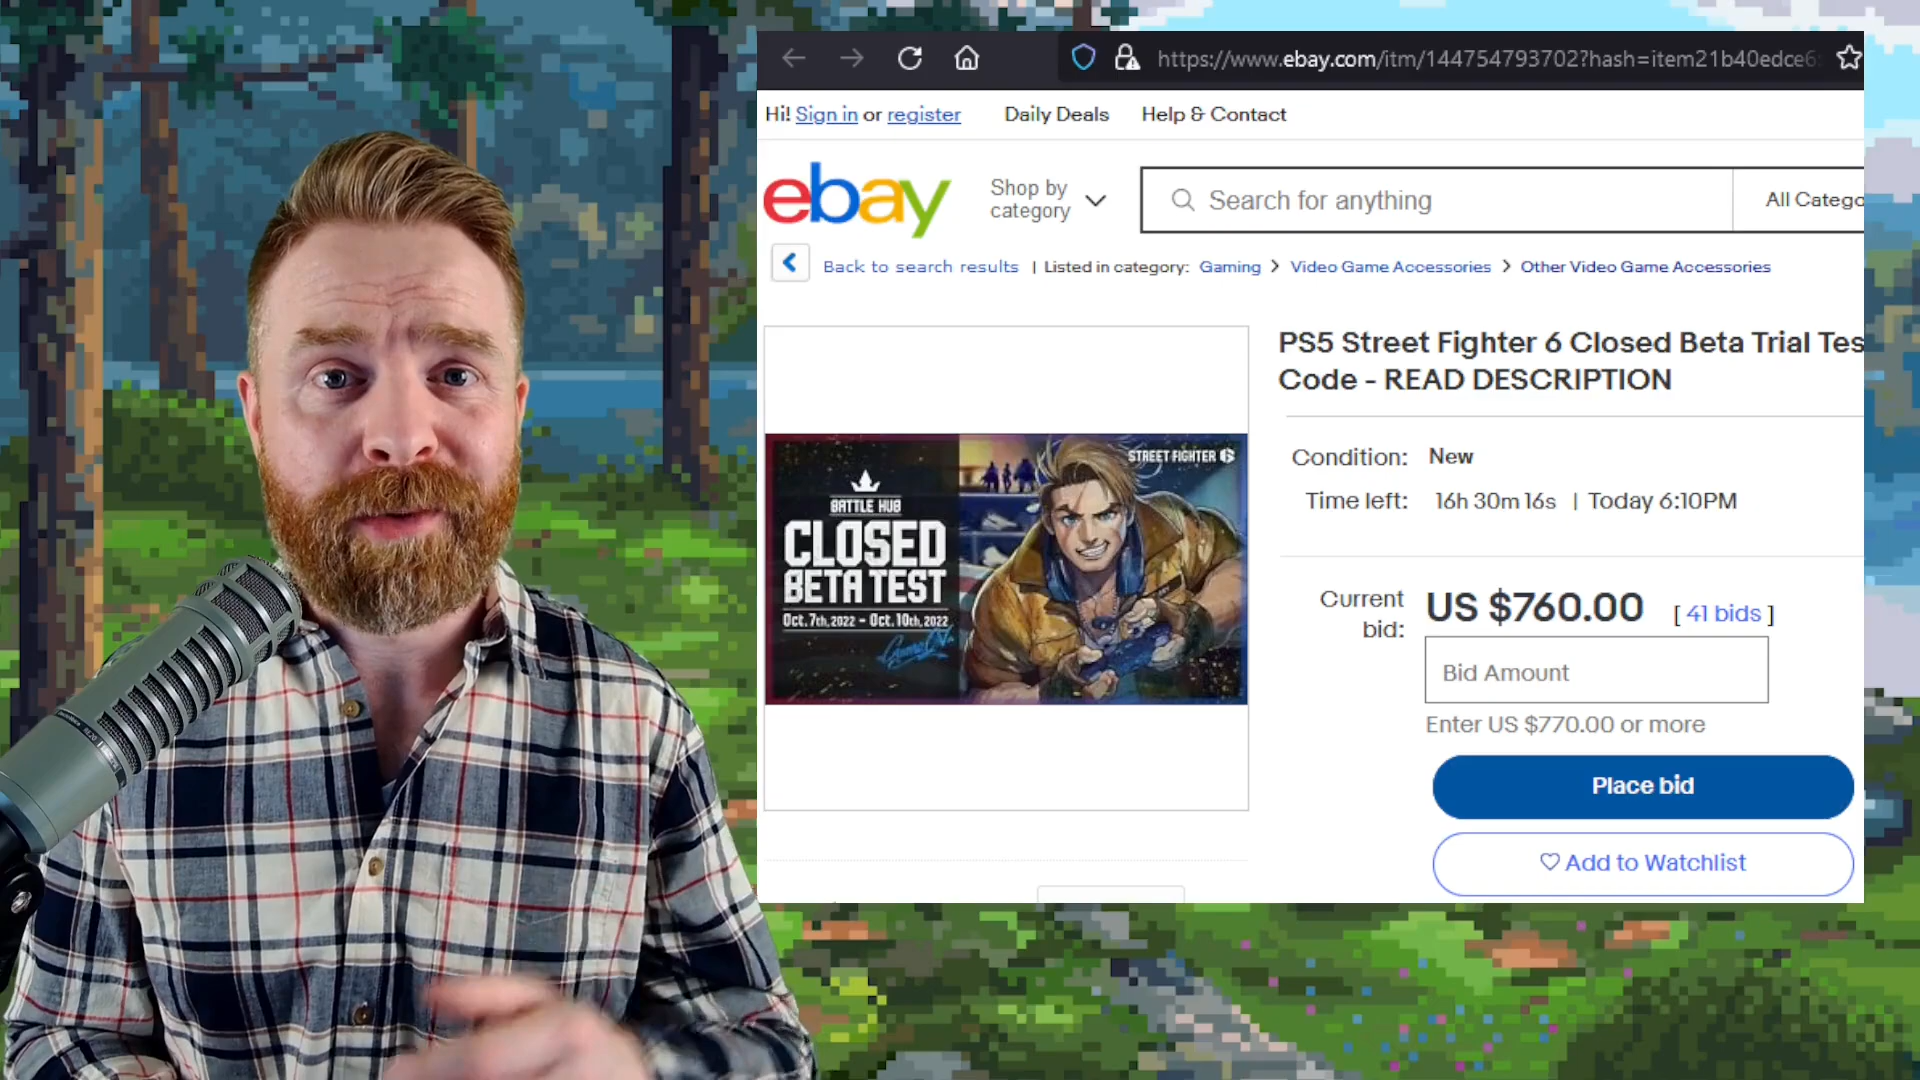 https://www.ebay.com/itm/144754793702?hash=item21b40edce6
Hi! Sign in or register
Daily Deals
Help & Contact
ebay
Shop by
category
Search for anything
All Catego
Back to search results | Listed in category: Gaming > Video Game Accessories > Other Video Game Accessories
PS5 Street Fighter 6 Closed Beta Trial Tes
Code - READ DESCRIPTION
STREET FIGHTER 6
BATTLE HUB
CLOSED
BETA TEST
Oct.7th,2022 - Oct.10th,2022
Condition: New
Time left: 16h 30m 16s | Today 6:10PM
Current
bid:
US $760.00 [ 41 bids ]
Bid Amount
Enter US $770.00 or more
Place bid
Add to Watchlist